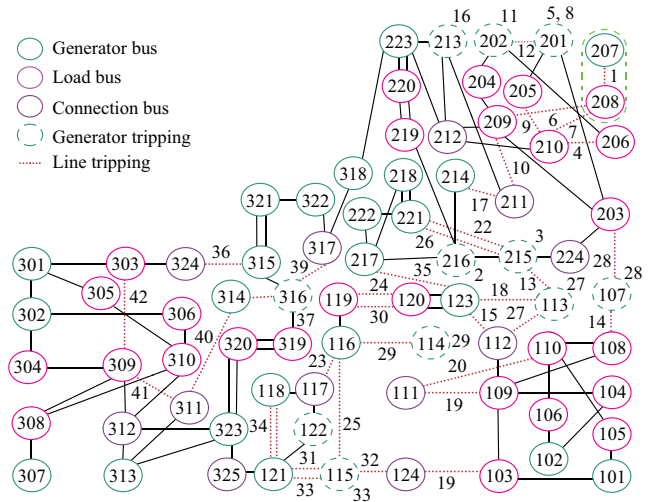 5, 8
16 11
223 213 202 12 201 207
Generator bus
1
Load bus
220 204 205 208
Connection bus
9 6 7
209
Generator tripping
219 212 210 4 206
Line tripping
10
318 218 214
17 211
321 322 222 221 22 203
3
317 26
36 39 217 216 215 224
301 303 324 315 35 2 28
13 27 28
305 42 314 316 24 18
119 120 123 113 107
302 306 37 30 15 27
14
40 320 319 116 29 114 29 112 110 108
304 309 310 23 20
41 118 117 111 19 109 104
311 34 106
308 25 105
312 323 122
31 102
307 313 325 121 115 32 124 19 103 101
33 33